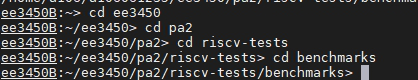 ee3450B:~> cd ee3450
ee3450B:~/ee3450> cd pa2
ee3450B:~/ee3450/pa2> cd riscv-tests
ee3450B:~/ee3450/pa2/riscv-tests> cd benchmarks
ee3450B:~/ee3450/pa2/riscv-tests/benchmarks>